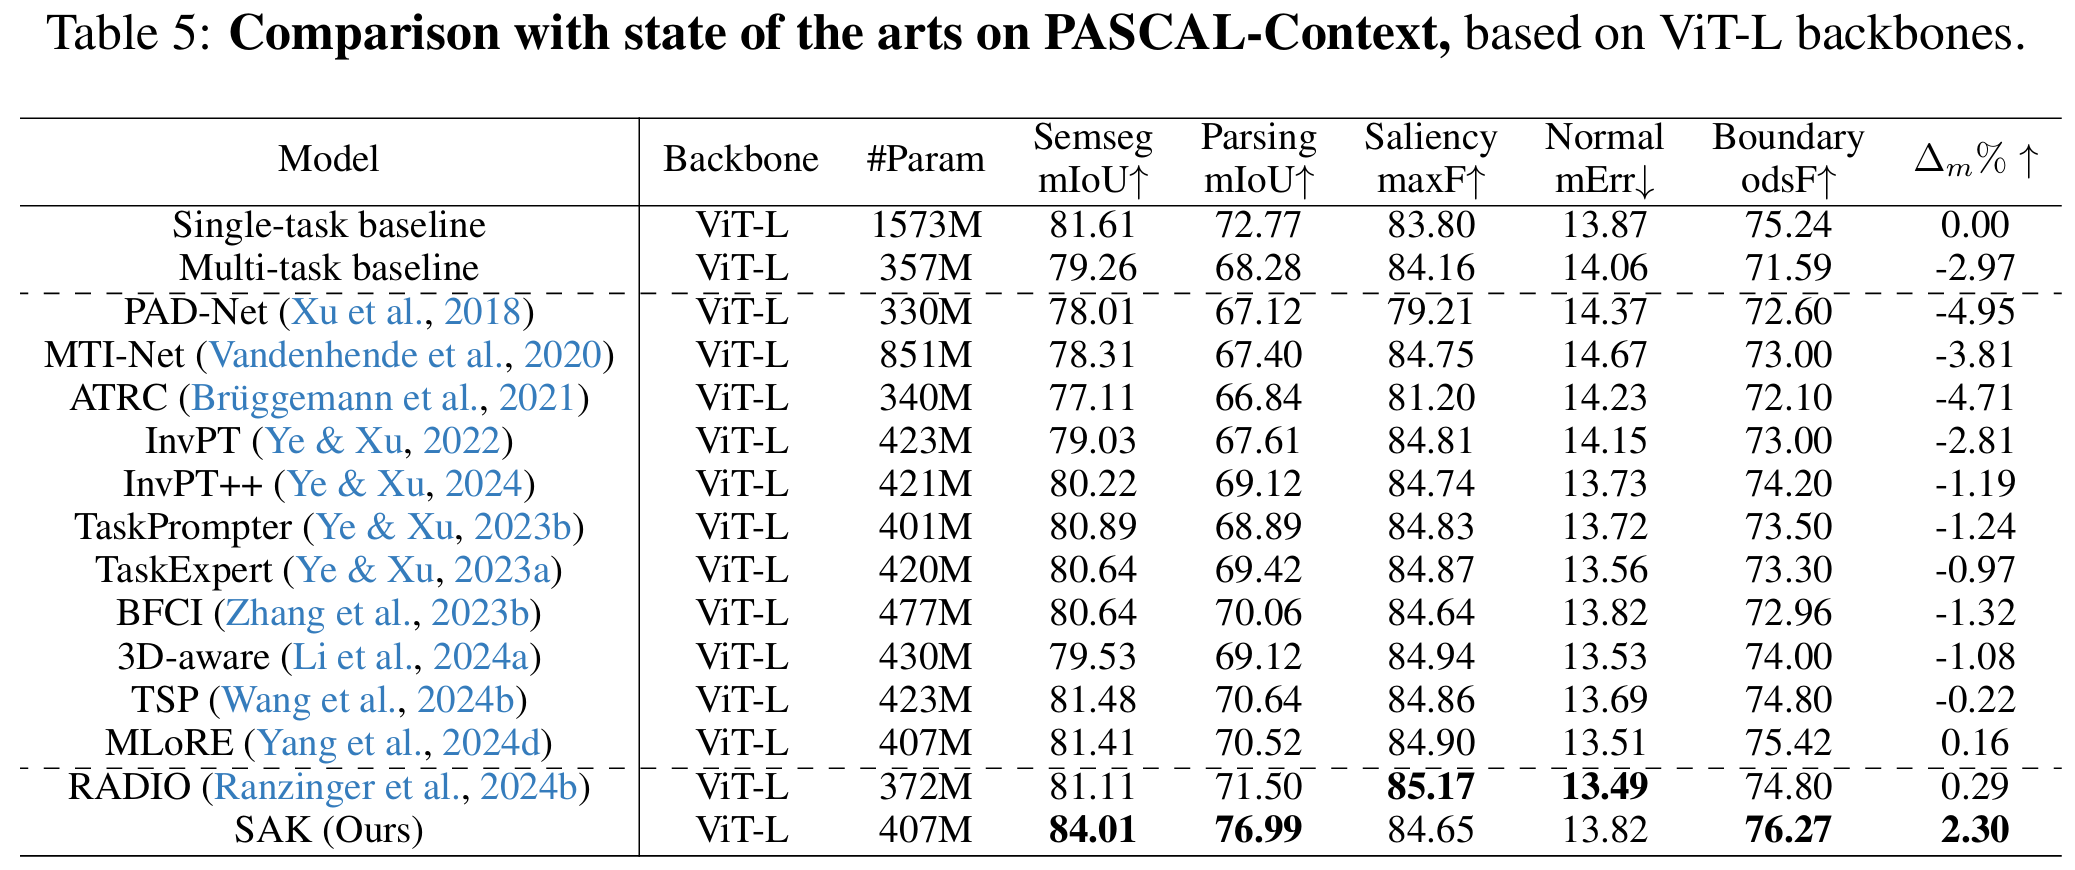 Table 5: Comparison with state of the arts on PASCAL-Context, based on ViT-L backbones.
Model Backbone #Param Semseg mIoU↑ Parsing mIoU↑ Saliency maxF↑ Normal mErr↓ Boundary odsF↑ Δm% ↑
Single-task baseline ViT-L 1573M 81.61 72.77 83.80 13.87 75.24 0.00
Multi-task baseline ViT-L 357M 79.26 68.28 84.16 14.06 71.59 -2.97
PAD-Net (Xu et al., 2018) ViT-L 330M 78.01 67.12 79.21 14.37 72.60 -4.95
MTI-Net (Vandenhende et al., 2020) ViT-L 851M 78.31 67.40 84.75 14.67 73.00 -3.81
ATRC (Brüggemann et al., 2021) ViT-L 340M 77.11 66.84 81.20 14.23 72.10 -4.71
InvPT (Ye & Xu, 2022) ViT-L 423M 79.03 67.61 84.81 14.15 73.00 -2.81
InvPT++ (Ye & Xu, 2024) ViT-L 421M 80.22 69.12 84.74 13.73 74.20 -1.19
TaskPrompter (Ye & Xu, 2023b) ViT-L 401M 80.89 68.89 84.83 13.72 73.50 -1.24
TaskExpert (Ye & Xu, 2023a) ViT-L 420M 80.64 69.42 84.87 13.56 73.30 -0.97
BFCI (Zhang et al., 2023b) ViT-L 477M 80.64 70.06 84.64 13.82 72.96 -1.32
3D-aware (Li et al., 2024a) ViT-L 430M 79.53 69.12 84.94 13.53 74.00 -1.08
TSP (Wang et al., 2024b) ViT-L 423M 81.48 70.64 84.86 13.69 74.80 -0.22
MLoRE (Yang et al., 2024d) ViT-L 407M 81.41 70.52 84.90 13.51 75.42 0.16
RADIO (Ranzinger et al., 2024b) ViT-L 372M 81.11 71.50 85.17 13.49 74.80 0.29
SAK (Ours) ViT-L 407M 84.01 76.99 84.65 13.82 76.27 2.30